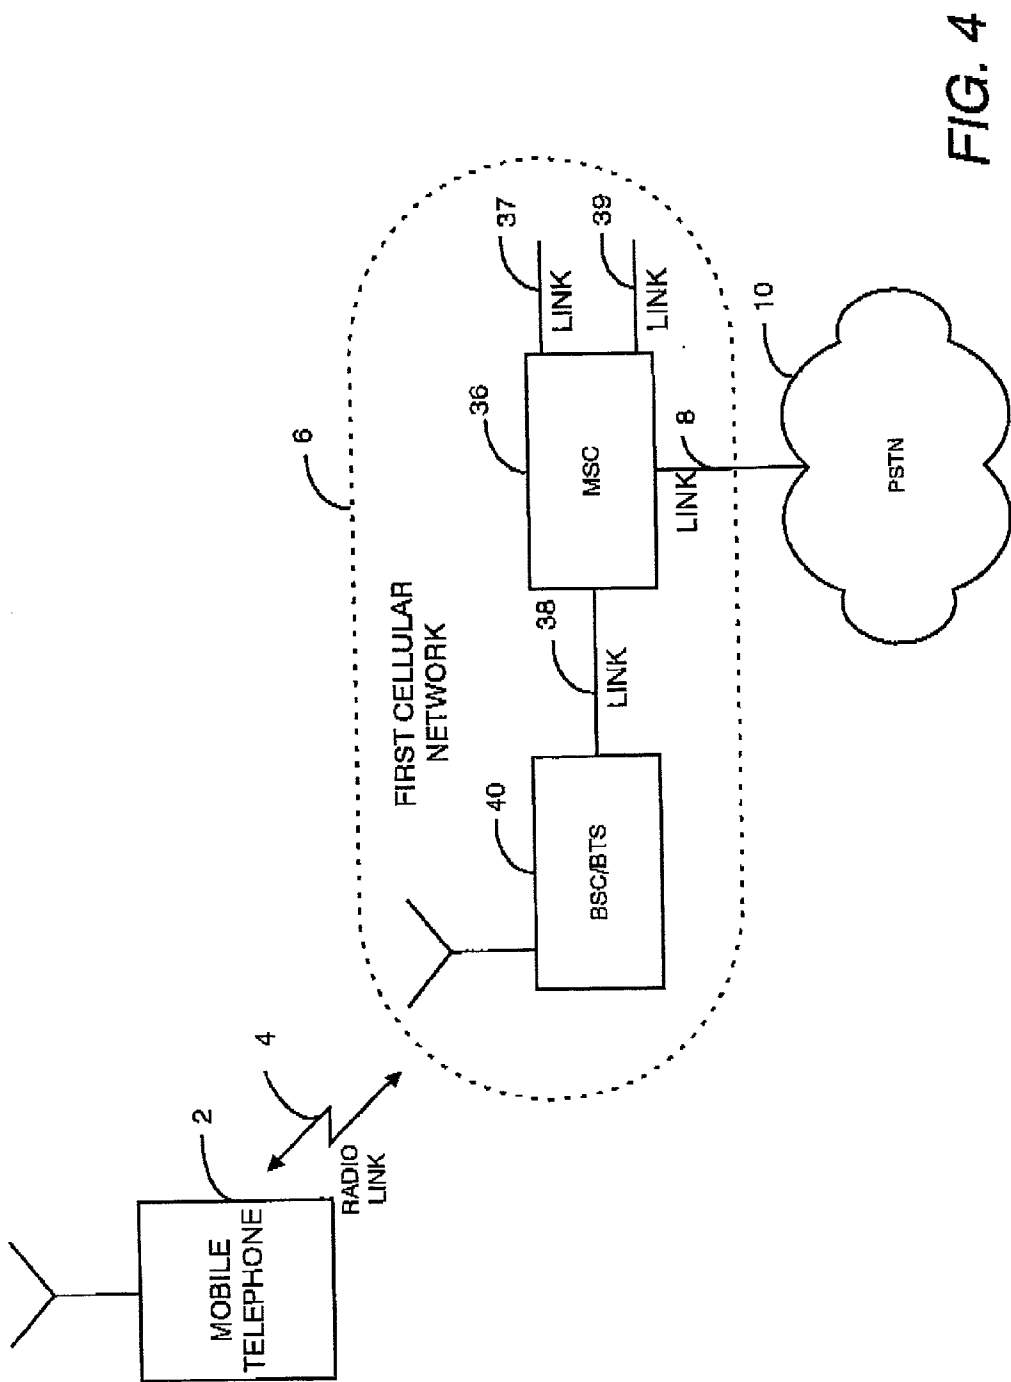 MOBILE
TELEPHONE
2
RADIO
LINK
4
FIRST CELLULAR
NETWORK
6
BSC/BTS
40
LINK
38
MSC
36
LINK
37
LINK
39
LINK
8
PSTN
10
FIG. 4